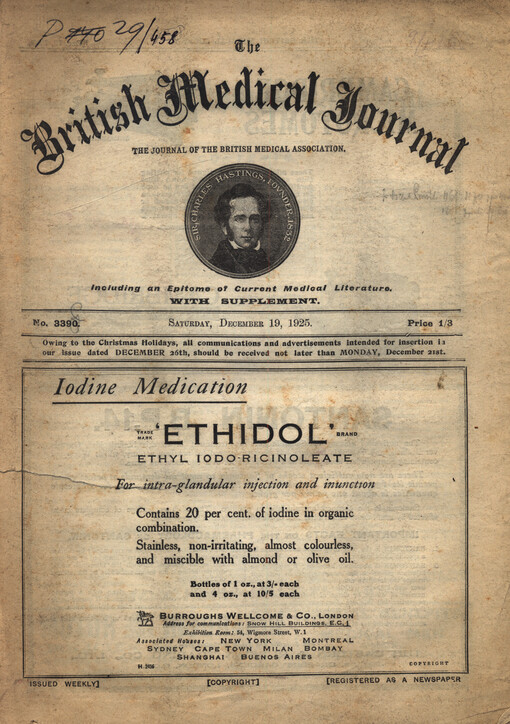 P 29/458
The
British Medical Journal
THE JOURNAL OF THE BRITISH MEDICAL ASSOCIATION.
SIR CHARLES HASTINGS, FOUNDER, 1832
Including an Epitome of Current Medical Literature.
WITH SUPPLEMENT.
No. 3390. SATURDAY, DECEMBER 19, 1925. Price 1/3
Owing to the Christmas Holidays, all communications and advertisements intended for insertion i
our issue dated DECEMBER 26th, should be received not later than MONDAY, December 21st.
Iodine Medication
TRADE MARK 'ETHIDOL' BRAND
ETHYL IODO-RICINOLEATE
For intra-glandular injection and inunction
Contains 20 per cent. of iodine in organic
combination.
Stainless, non-irritating, almost colourless,
and miscible with almond or olive oil.
Bottles of 1 oz., at 3/- each
and 4 oz., at 10/5 each
BURROUGHS WELLCOME & CO., LONDON
Address for communications: SNOW HILL BUILDINGS, E.C. 1
Exhibition Room: 54, Wigmore Street, W. 1
Associated Houses: NEW YORK MONTREAL
SYDNEY CAPE TOWN MILAN BOMBAY
SHANGHAI BUENOS AIRES
COPYRIGHT
ISSUED WEEKLY] [COPYRIGHT] [REGISTERED AS A NEWSPAPER